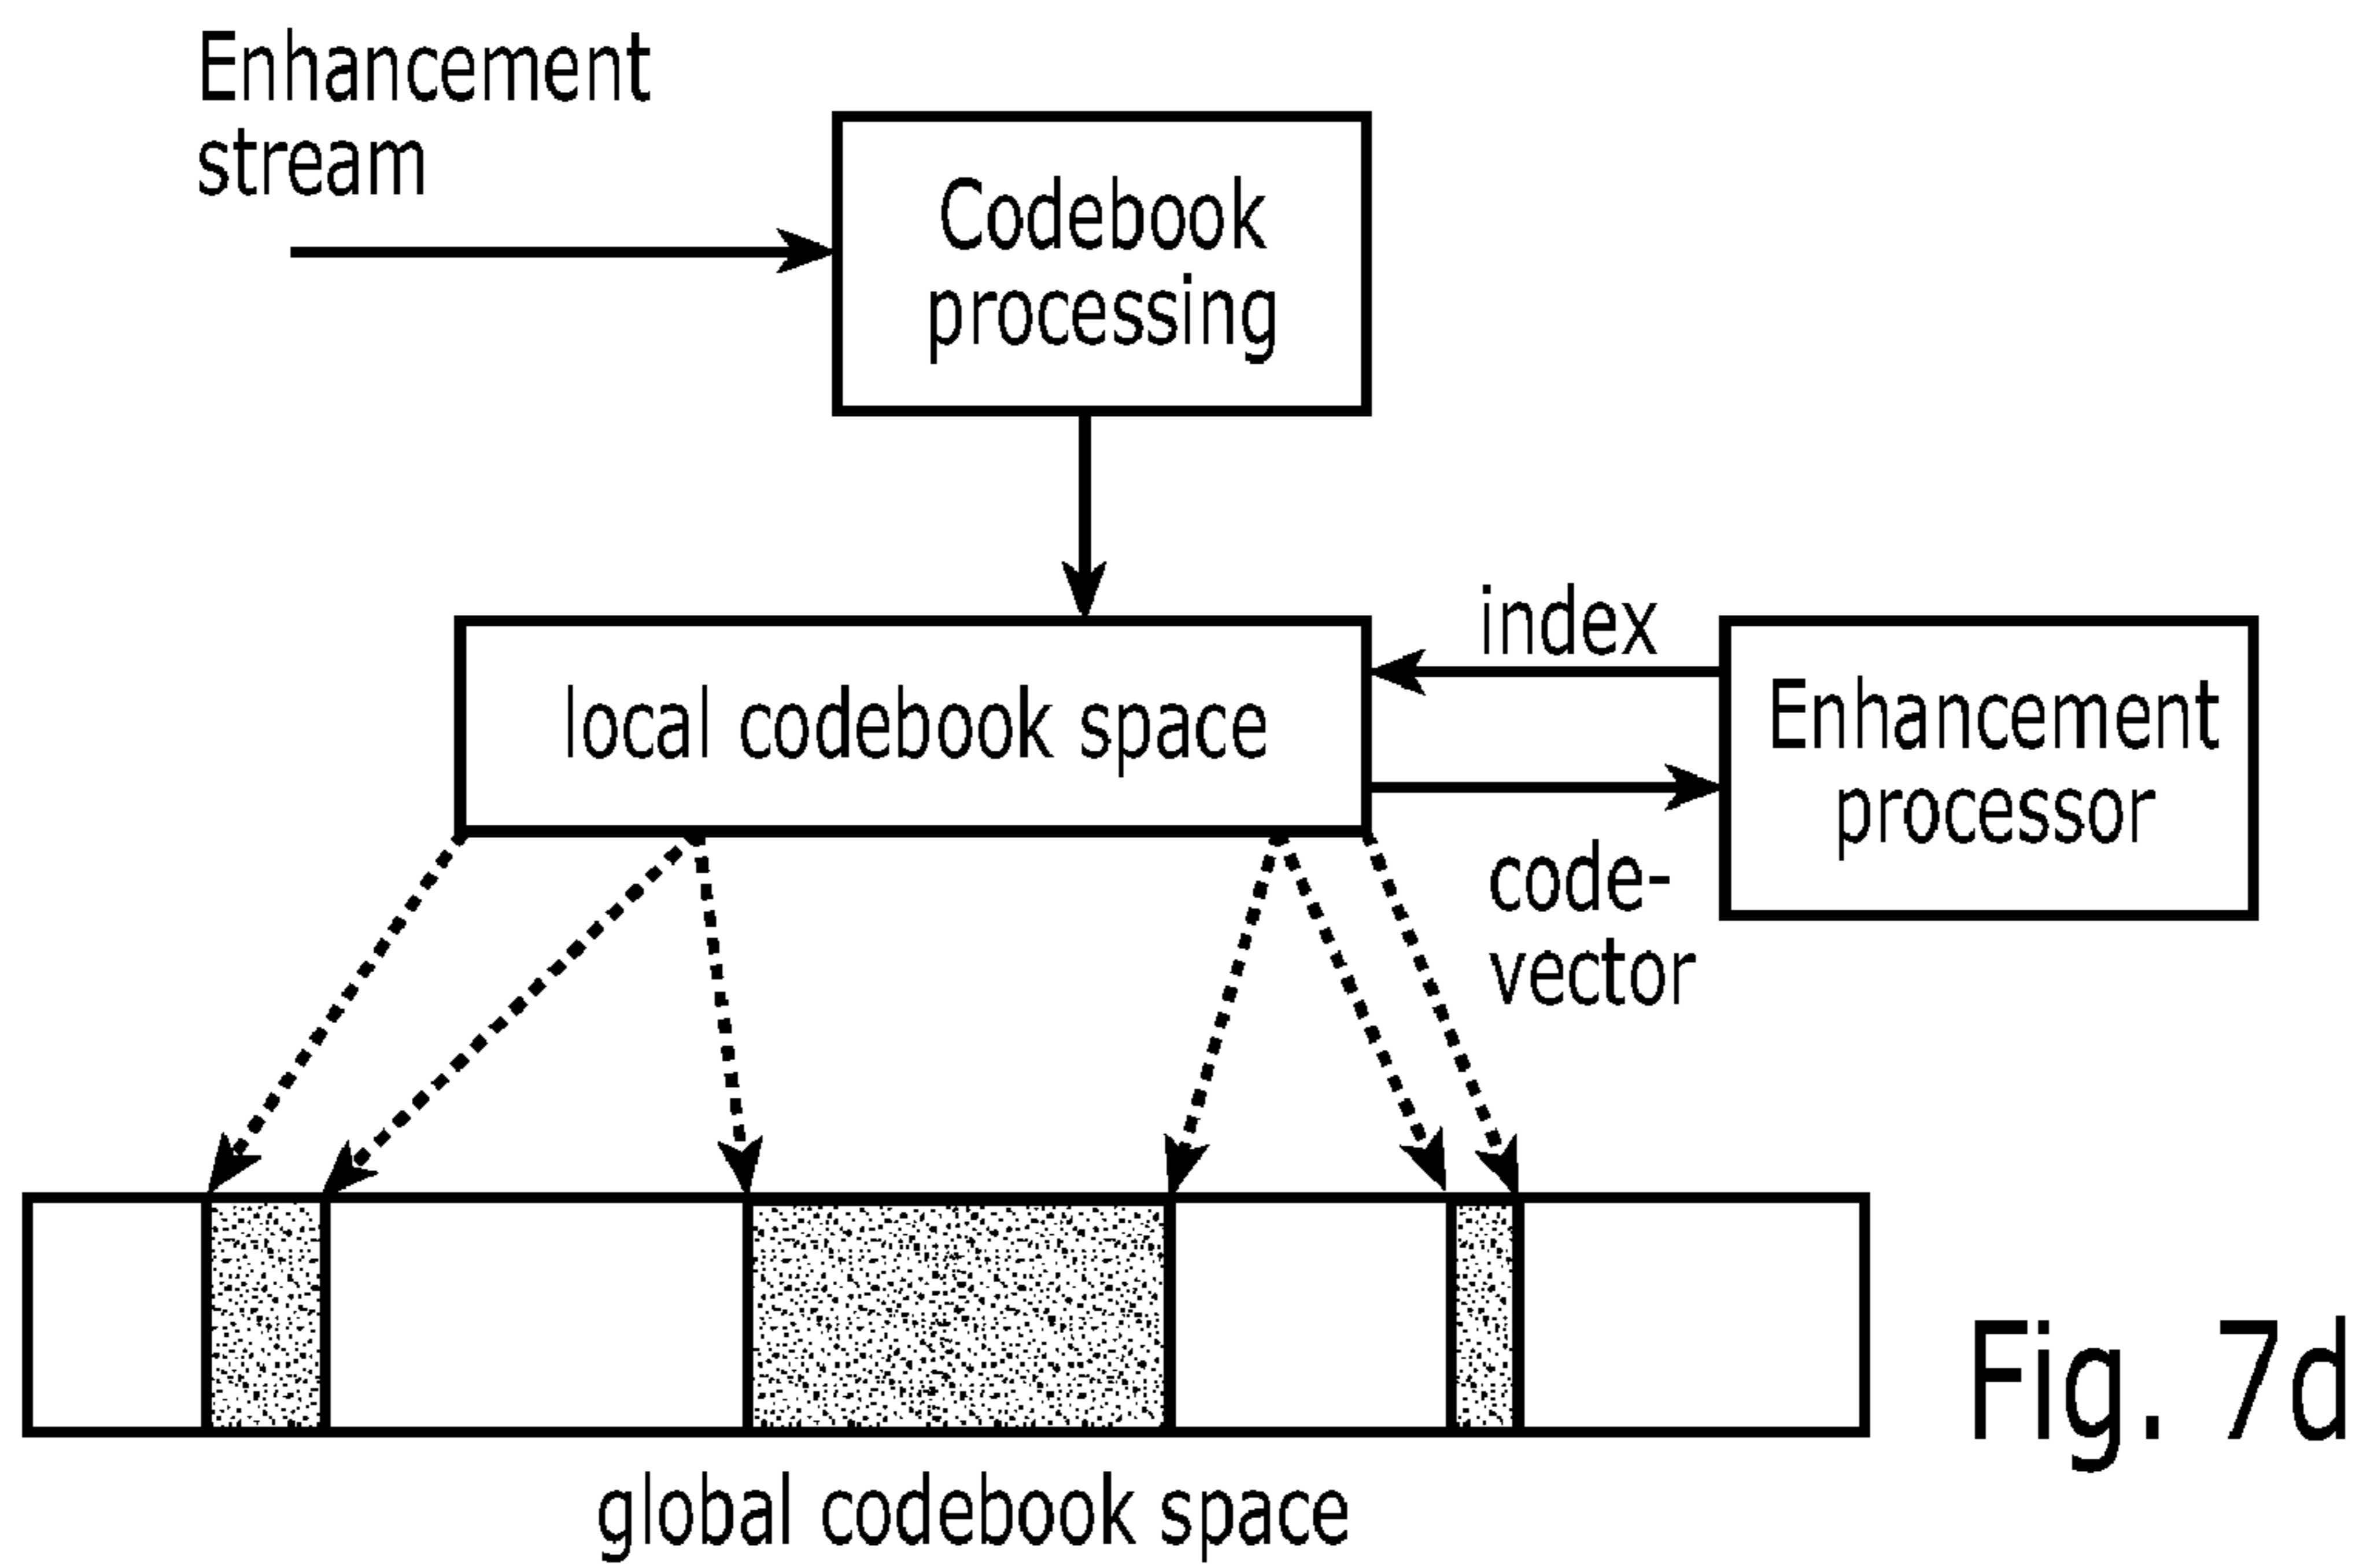 Enhancement
stream
Codebook
processing
index
local codebook space
Enhancement
processor
code-
vector
Fig. 7d
global codebook space